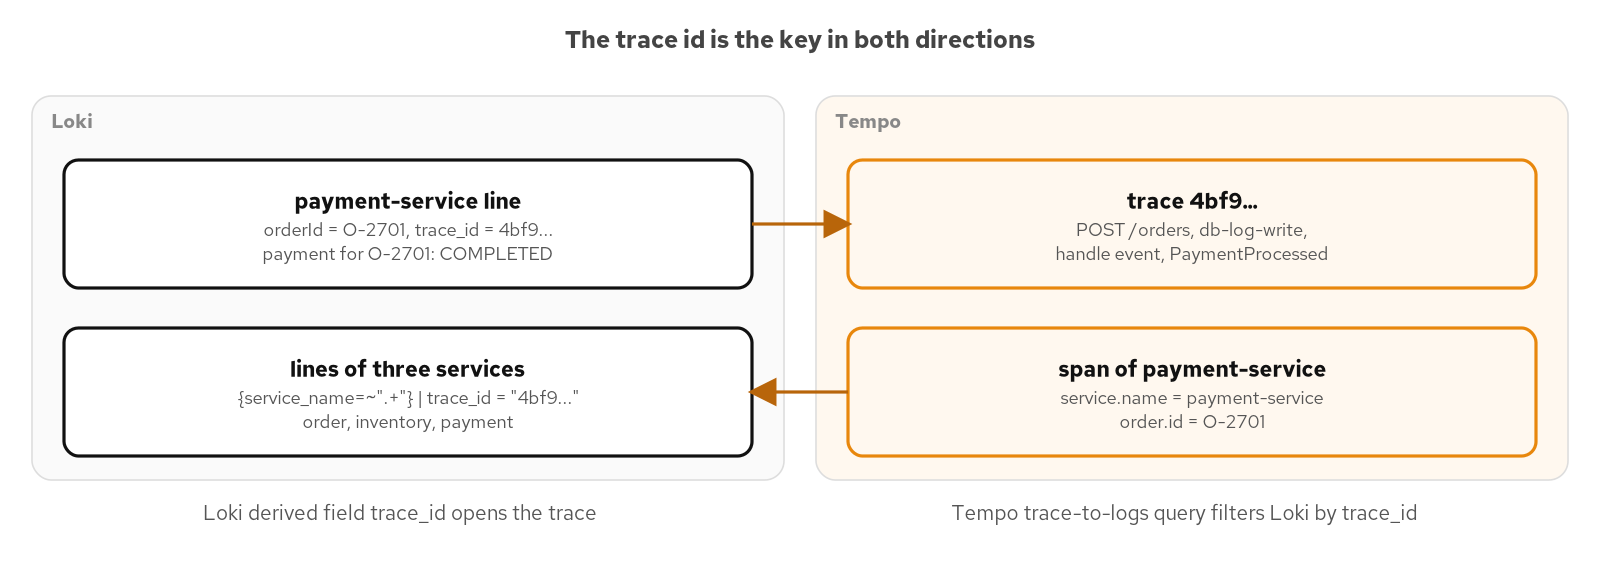 The trace id is the key in both directions
Loki
payment-service line
orderId = O-2701, trace_id = 4bf9...
payment for O-2701: COMPLETED
lines of three services
{service_name=~".+"} | trace_id = "4bf9..."
order, inventory, payment
Tempo
trace 4bf9...
POST /orders, db-log-write,
handle event, PaymentProcessed
span of payment-service
service.name = payment-service
order.id = O-2701
Loki derived field trace_id opens the trace
Tempo trace-to-logs query filters Loki by trace_id